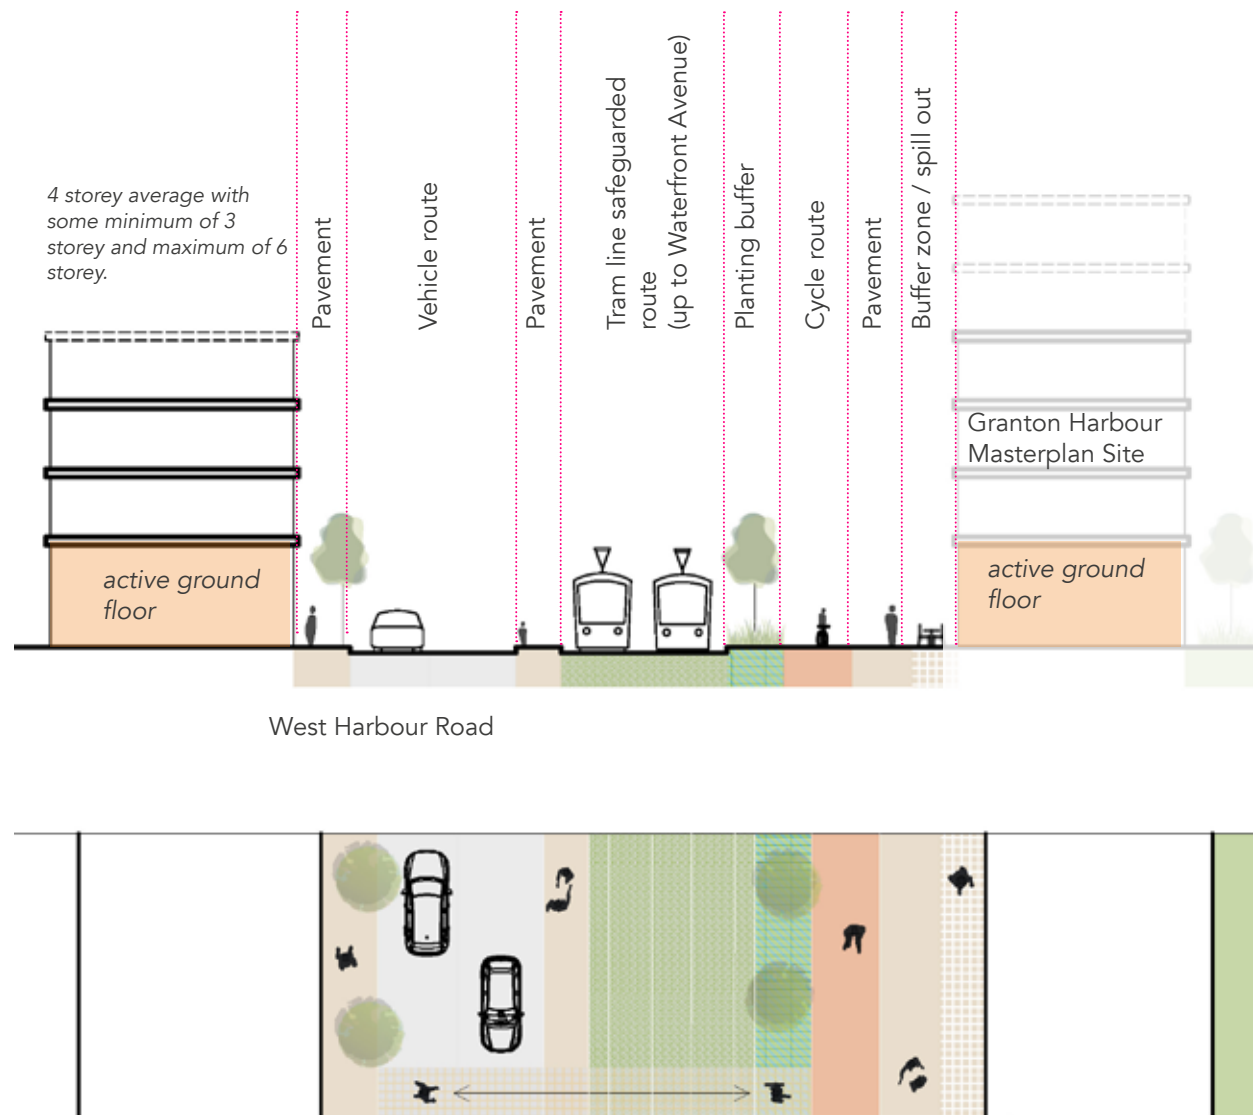 4 storey average with
some minimum of 3
storey and maximum of 6
storey.
Pavement
Vehicle route
Pavement
Tram line safeguarded
route
(up to Waterfront Avenue)
Planting buffer
Cycle route
Pavement
Buffer zone / spill out
Granton Harbour
Masterplan Site
active ground
floor
active ground
floor
West Harbour Road